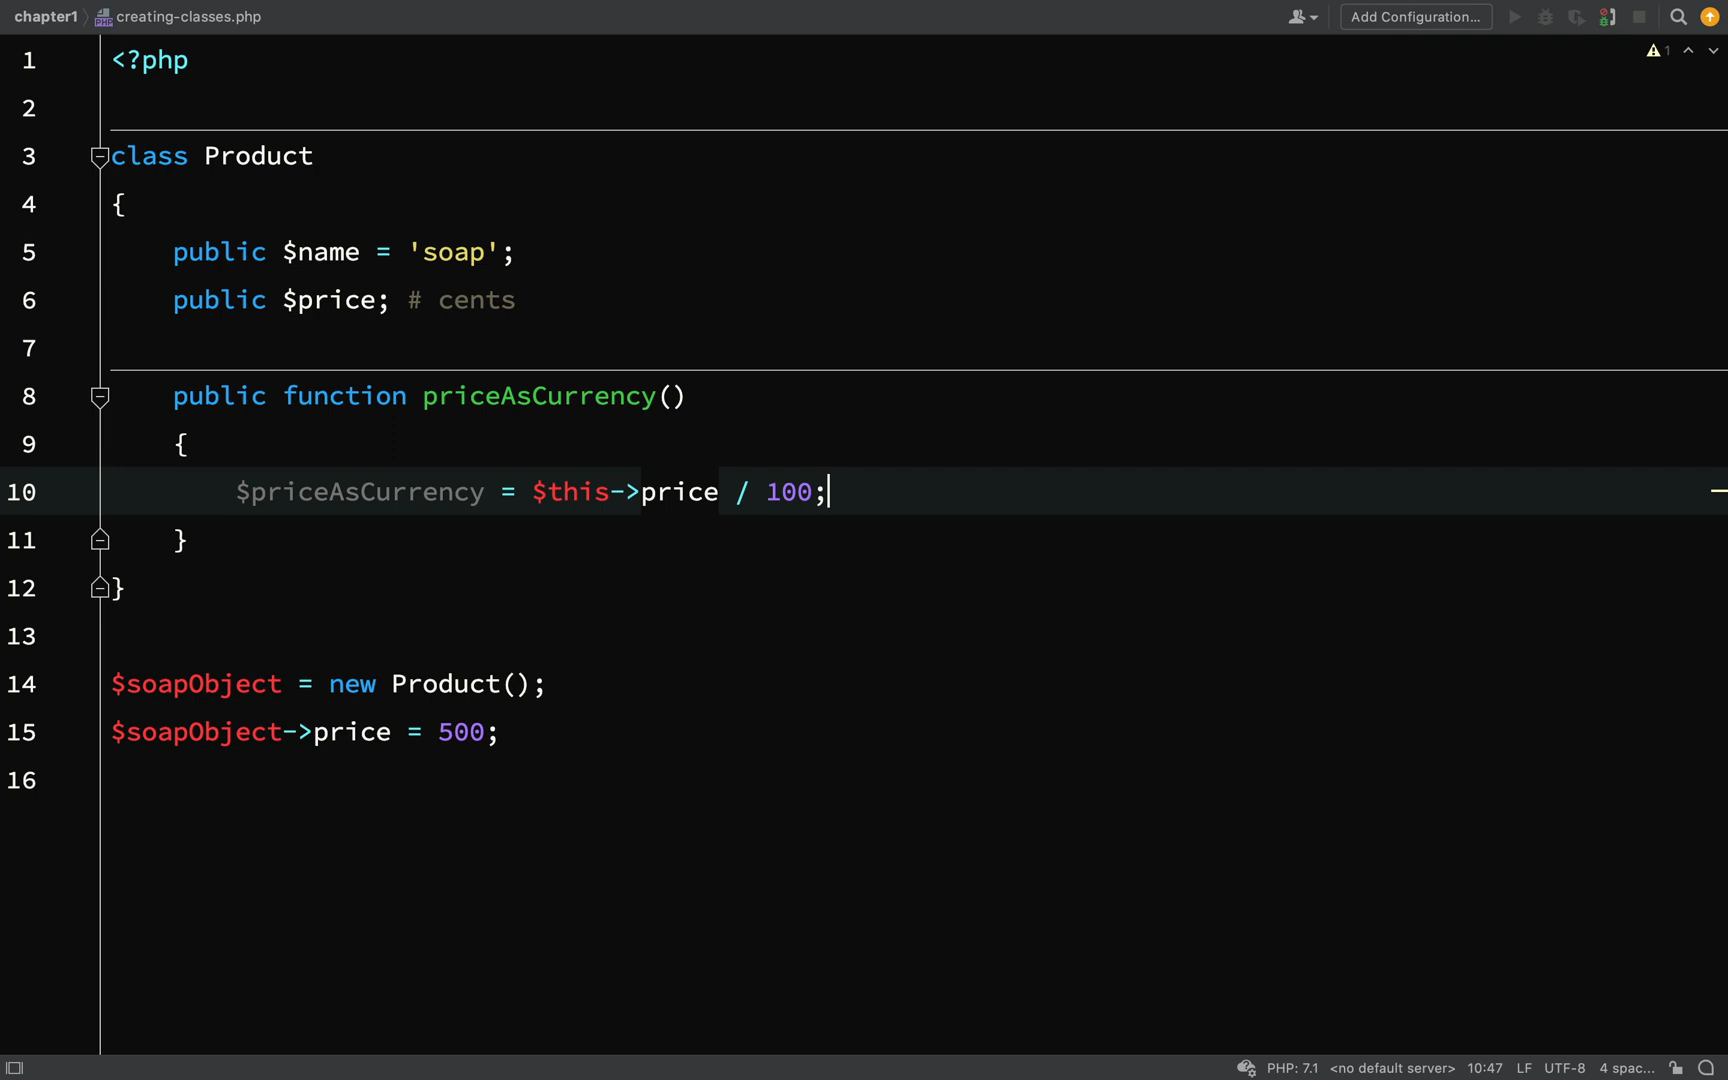 chapter1 creating-classes.php Add Configuration...
1 <?php
1
2
3 class Product
4 {
5 public $name = 'soap';
6 public $price; # cents
7
8 public function priceAsCurrency()
9 {
10 $priceAsCurrency = $this->price / 100;
11 }
12 }
13
14 $soapObject = new Product();
15 $soapObject->price = 500;
16
PHP: 7.1 <no default server> 10:47 LF UTF-8 4 spac...